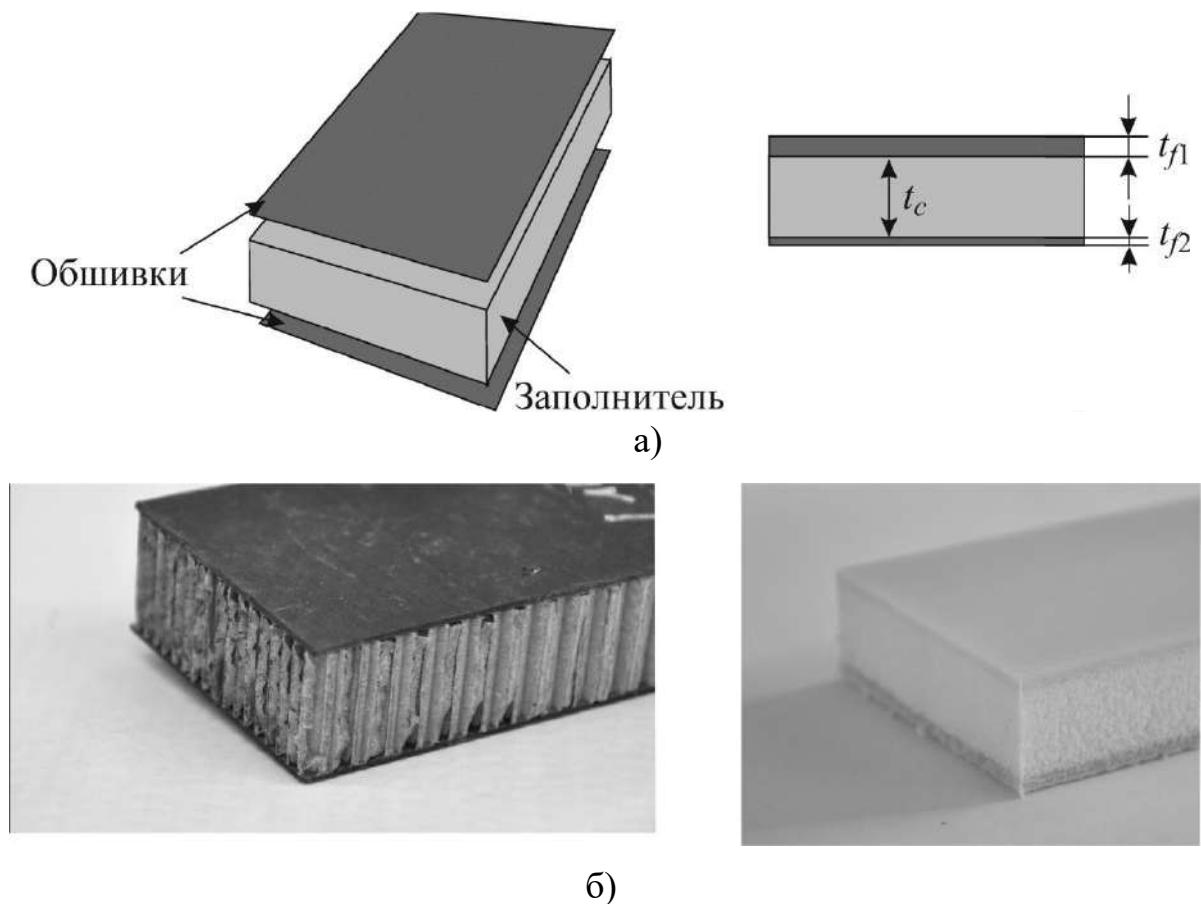 Обшивки
Заполнитель
t_f1
t_c
t_f2
а)
б)